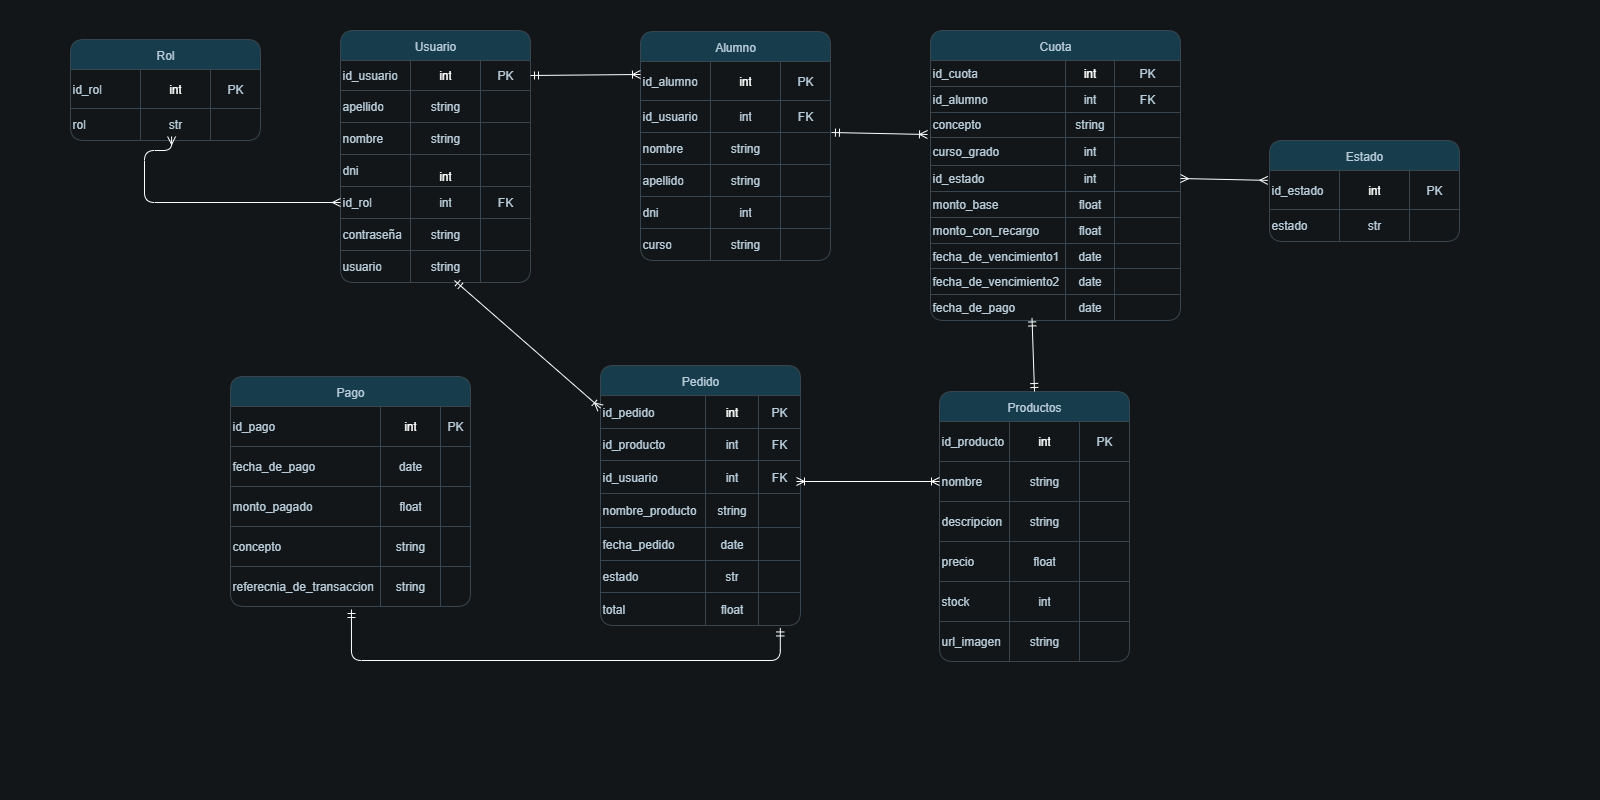 Rol
id_rol int PK
rol str
Usuario
id_usuario int PK
apellido string
nombre string
dni int
id_rol int FK
contraseña string
usuario string
Alumno
id_alumno int PK
id_usuario int FK
nombre string
apellido string
dni int
curso string
Cuota
id_cuota int PK
id_alumno int FK
concepto string
curso_grado int
id_estado int
monto_base float
monto_con_recargo float
fecha_de_vencimiento1 date
fecha_de_vencimiento2 date
fecha_de_pago date
Estado
id_estado int PK
estado str
Pago
id_pago int PK
fecha_de_pago date
monto_pagado float
concepto string
referecnia_de_transaccion string
Pedido
id_pedido int PK
id_producto int FK
id_usuario int FK
nombre_producto string
fecha_pedido date
estado str
total float
Productos
id_producto int PK
nombre string
descripcion string
precio float
stock int
url_imagen string